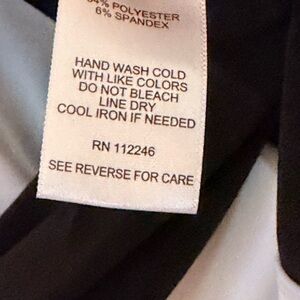 94% POLYESTER
6% SPANDEX
HAND WASH COLD
WITH LIKE COLORS
DO NOT BLEACH
LINE DRY
COOL IRON IF NEEDED
RN 112246
SEE REVERSE FOR CARE